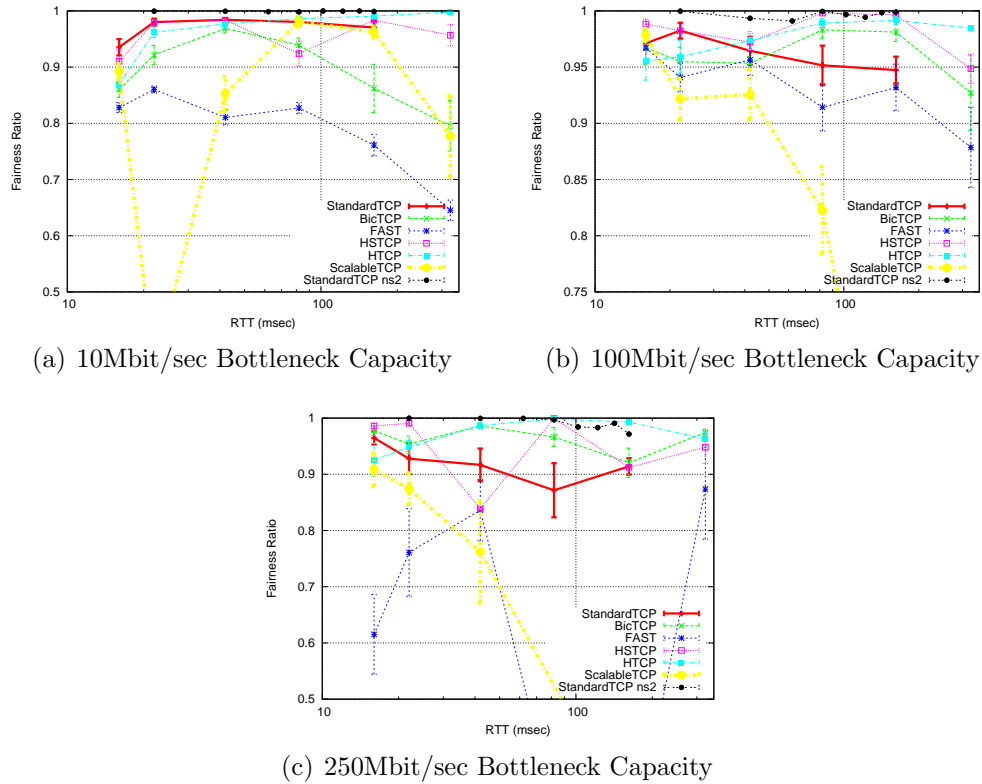 1
0.9
0.8
0.7
0.6
0.5
10
100
Fairness Ratio
RTT (msec)
StandardTCP
BicTCP
FAST
HSTCP
HTCP
ScalableTCP
StandardTCP ns2
(a) 10Mbit/sec Bottleneck Capacity
1
0.95
0.9
0.85
0.8
0.75
10
100
Fairness Ratio
RTT (msec)
StandardTCP
BicTCP
FAST
HSTCP
HTCP
ScalableTCP
StandardTCP ns2
(b) 100Mbit/sec Bottleneck Capacity
1
0.9
0.8
0.7
0.6
0.5
10
100
Fairness Ratio
RTT (msec)
StandardTCP
BicTCP
FAST
HSTCP
HTCP
ScalableTCP
StandardTCP ns2
(c) 250Mbit/sec Bottleneck Capacity